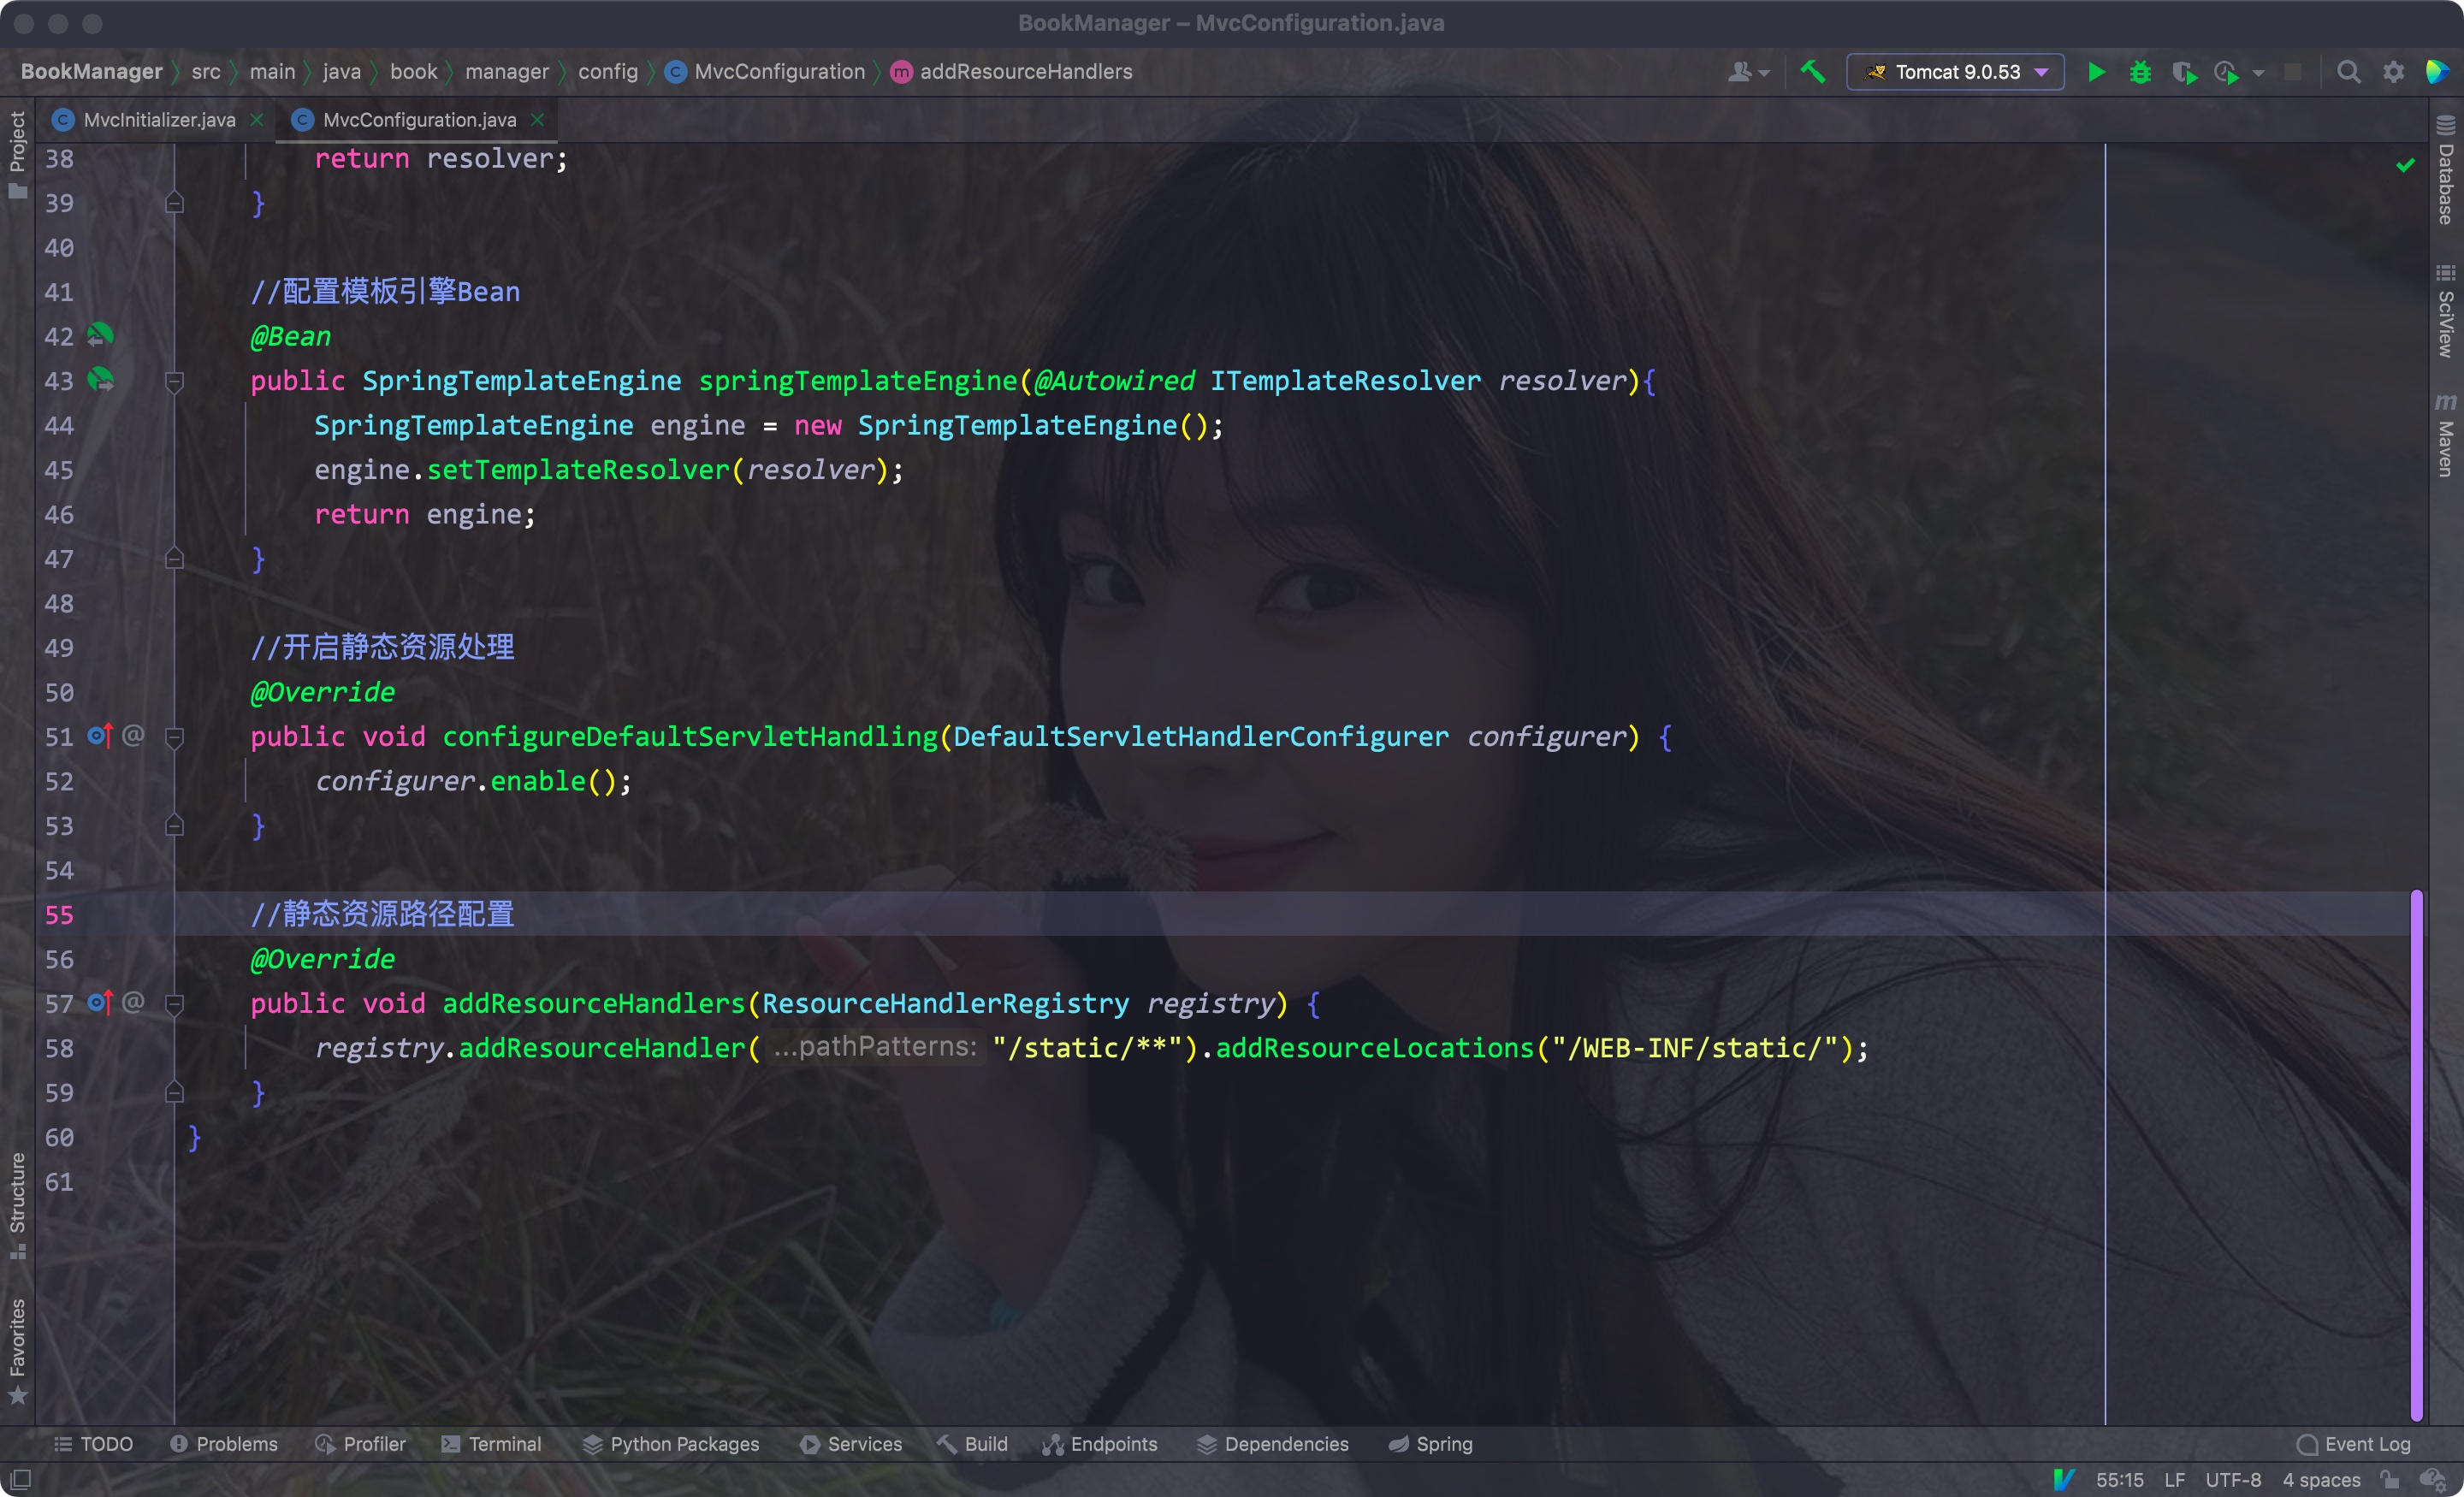 BookManager – MvcConfiguration.java
BookManager src main java book manager config MvcConfiguration addResourceHandlers
Tomcat 9.0.53
MvcInitializer.java MvcConfiguration.java
Project
Structure
Favorites
38 return resolver;
39 }
40
41 //配置模板引擎Bean
42 @Bean
43 public SpringTemplateEngine springTemplateEngine(@Autowired ITemplateResolver resolver){
44 SpringTemplateEngine engine = new SpringTemplateEngine();
45 engine.setTemplateResolver(resolver);
46 return engine;
47 }
48
49 //开启静态资源处理
50 @Override
51 public void configureDefaultServletHandling(DefaultServletHandlerConfigurer configurer) {
52 configurer.enable();
53 }
54
55 //静态资源路径配置
56 @Override
57 public void addResourceHandlers(ResourceHandlerRegistry registry) {
58 registry.addResourceHandler( ...pathPatterns: "/static/**").addResourceLocations("/WEB-INF/static/");
59 }
60 }
61
Database
SciView
Maven
TODO Problems Profiler Terminal Python Packages Services Build Endpoints Dependencies Spring Event Log
55:15 LF UTF-8 4 spaces